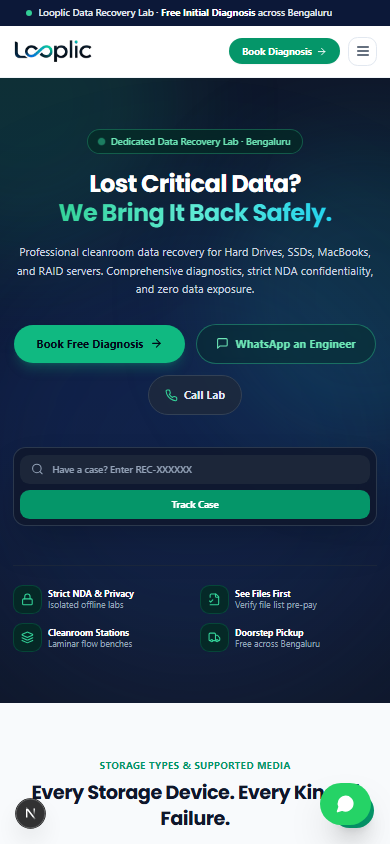 Looplic Data Recovery Lab · Free Initial Diagnosis across Bengaluru
Looplic
Book Diagnosis →
Dedicated Data Recovery Lab · Bengaluru
Lost Critical Data?
We Bring It Back Safely.
Professional cleanroom data recovery for Hard Drives, SSDs, MacBooks,
and RAID servers. Comprehensive diagnostics, strict NDA confidentiality,
and zero data exposure.
Book Free Diagnosis →
WhatsApp an Engineer
Call Lab
Have a case? Enter REC-XXXXXX
Track Case
Strict NDA & Privacy
Isolated offline labs
See Files First
Verify file list pre-pay
Cleanroom Stations
Laminar flow benches
Doorstep Pickup
Free across Bengaluru
STORAGE TYPES & SUPPORTED MEDIA
Every Storage Device. Every Kin
Failure.
N